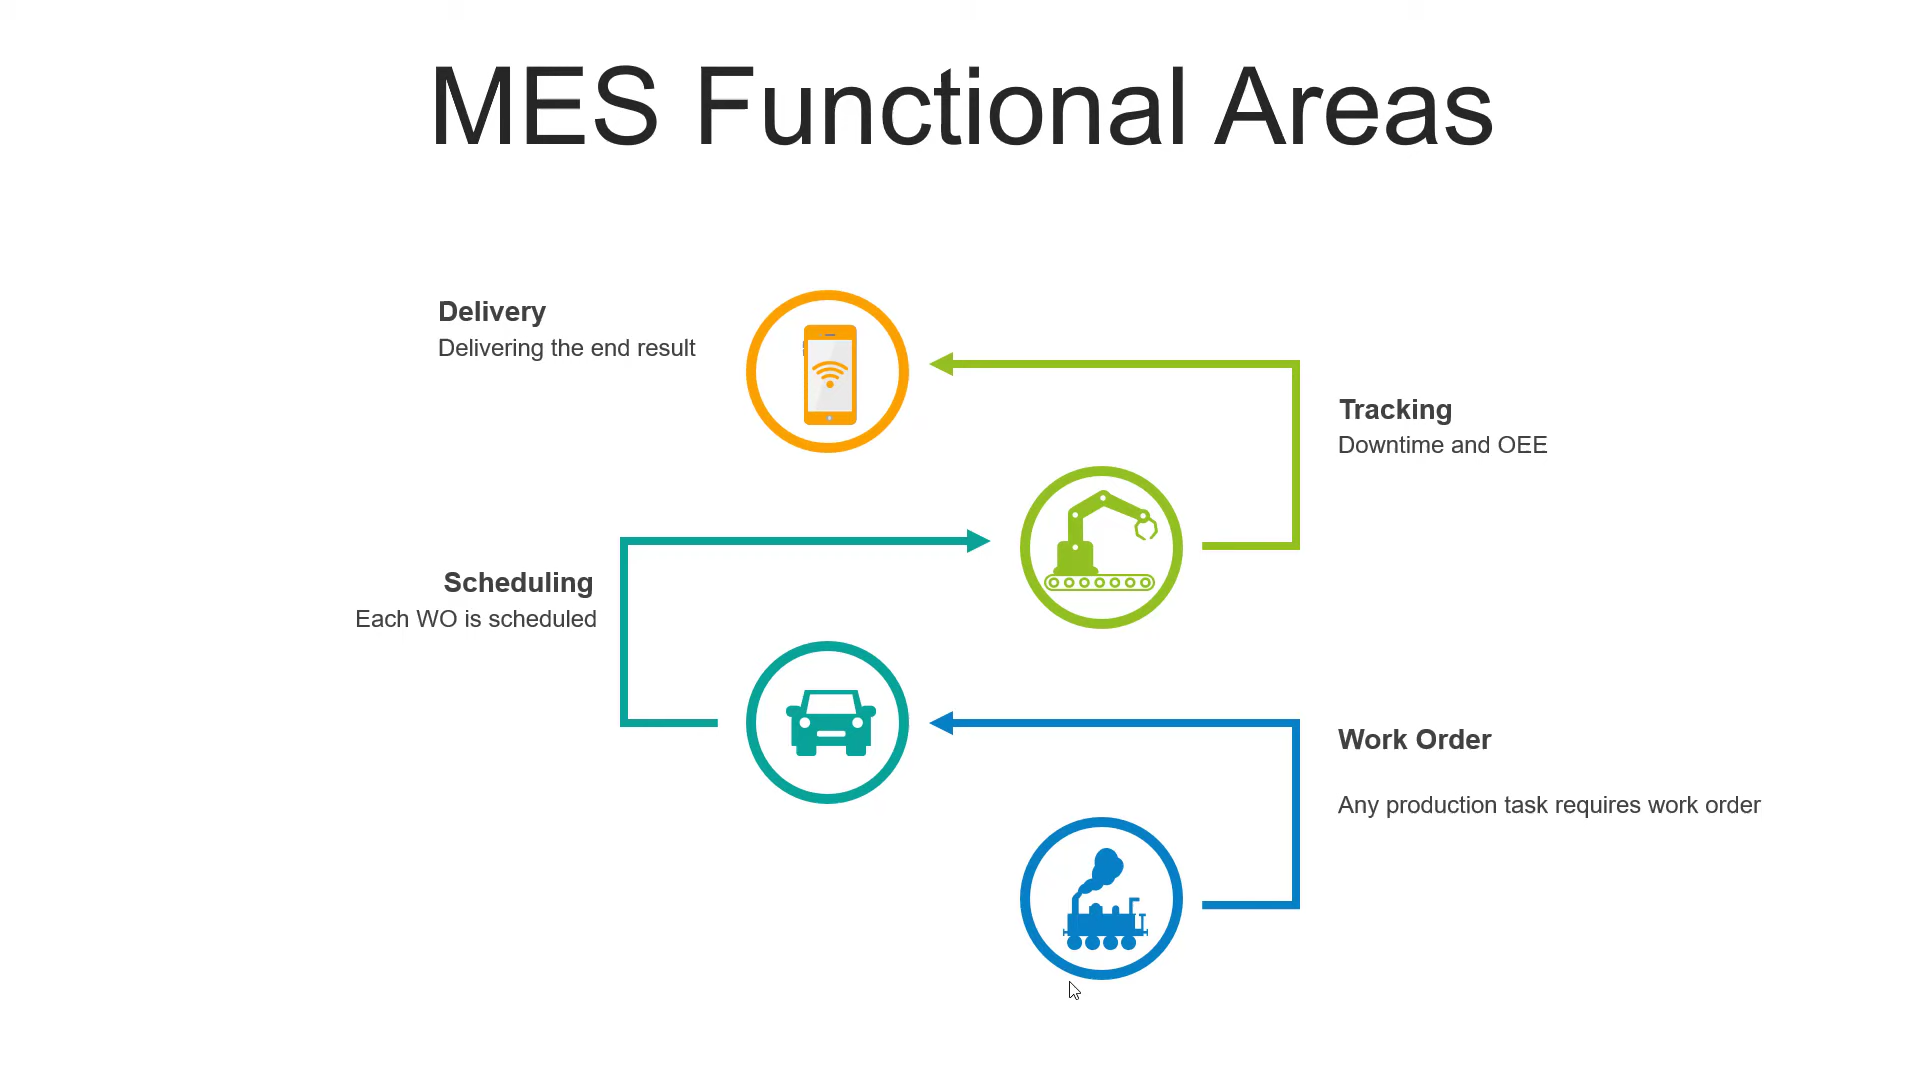 MES Functional Areas
Delivery
Delivering the end result
Tracking
Downtime and OEE
Scheduling
Each WO is scheduled
Work Order
Any production task requires work order